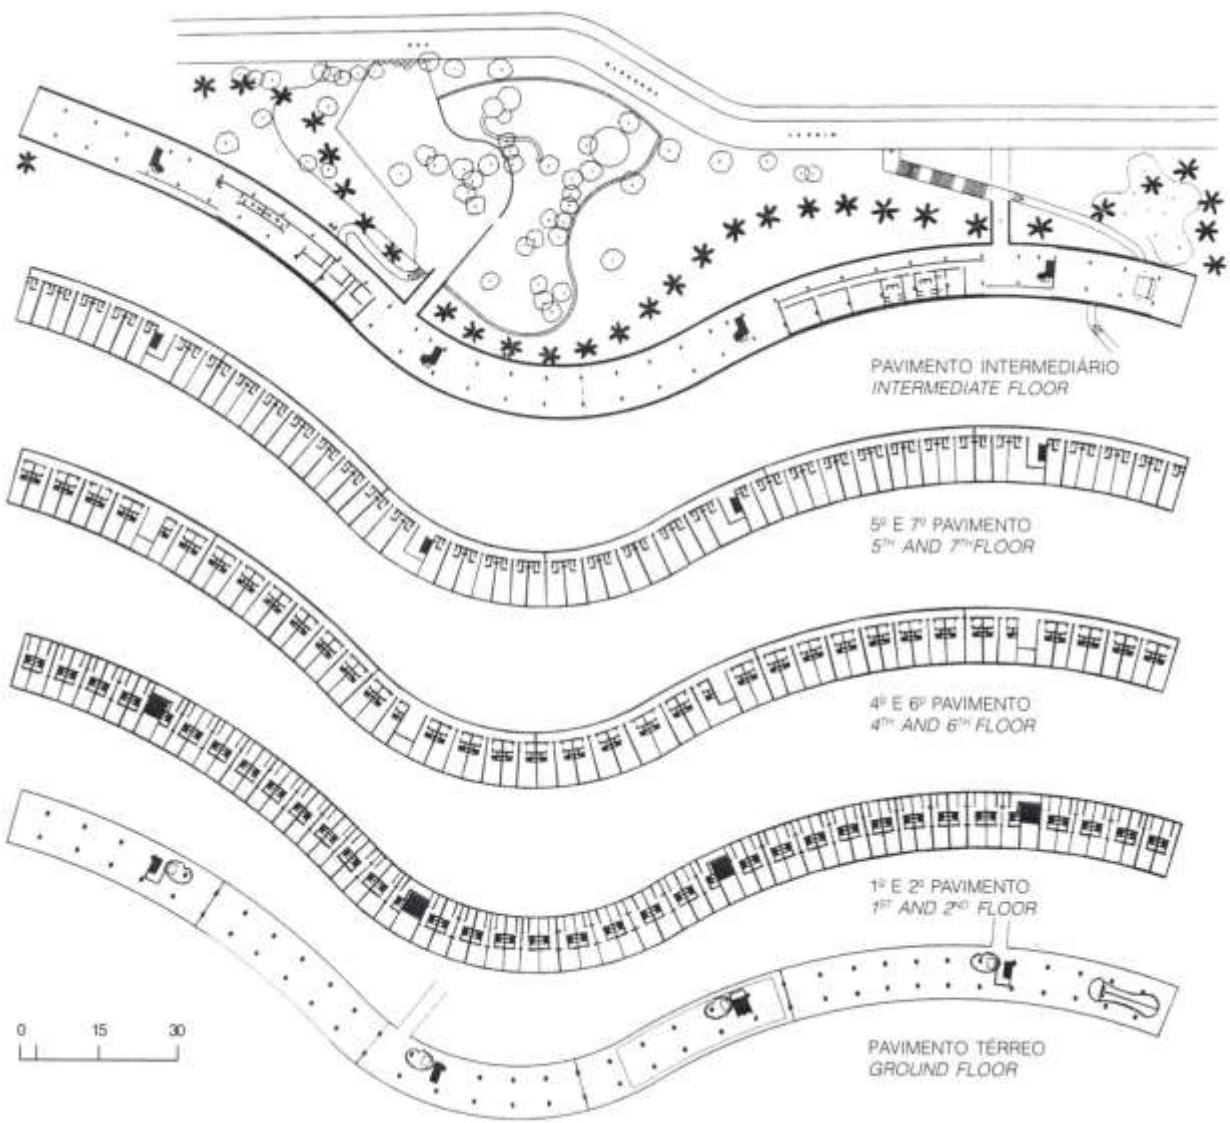 PAVIMENTO INTERMEDIÁRIO
INTERMEDIATE FLOOR
5º E 7º PAVIMENTO
5TH AND 7TH FLOOR
4º E 6º PAVIMENTO
4TH AND 6TH FLOOR
1º E 2º PAVIMENTO
1ST AND 2ND FLOOR
0 15 30
PAVIMENTO TÉRREO
GROUND FLOOR